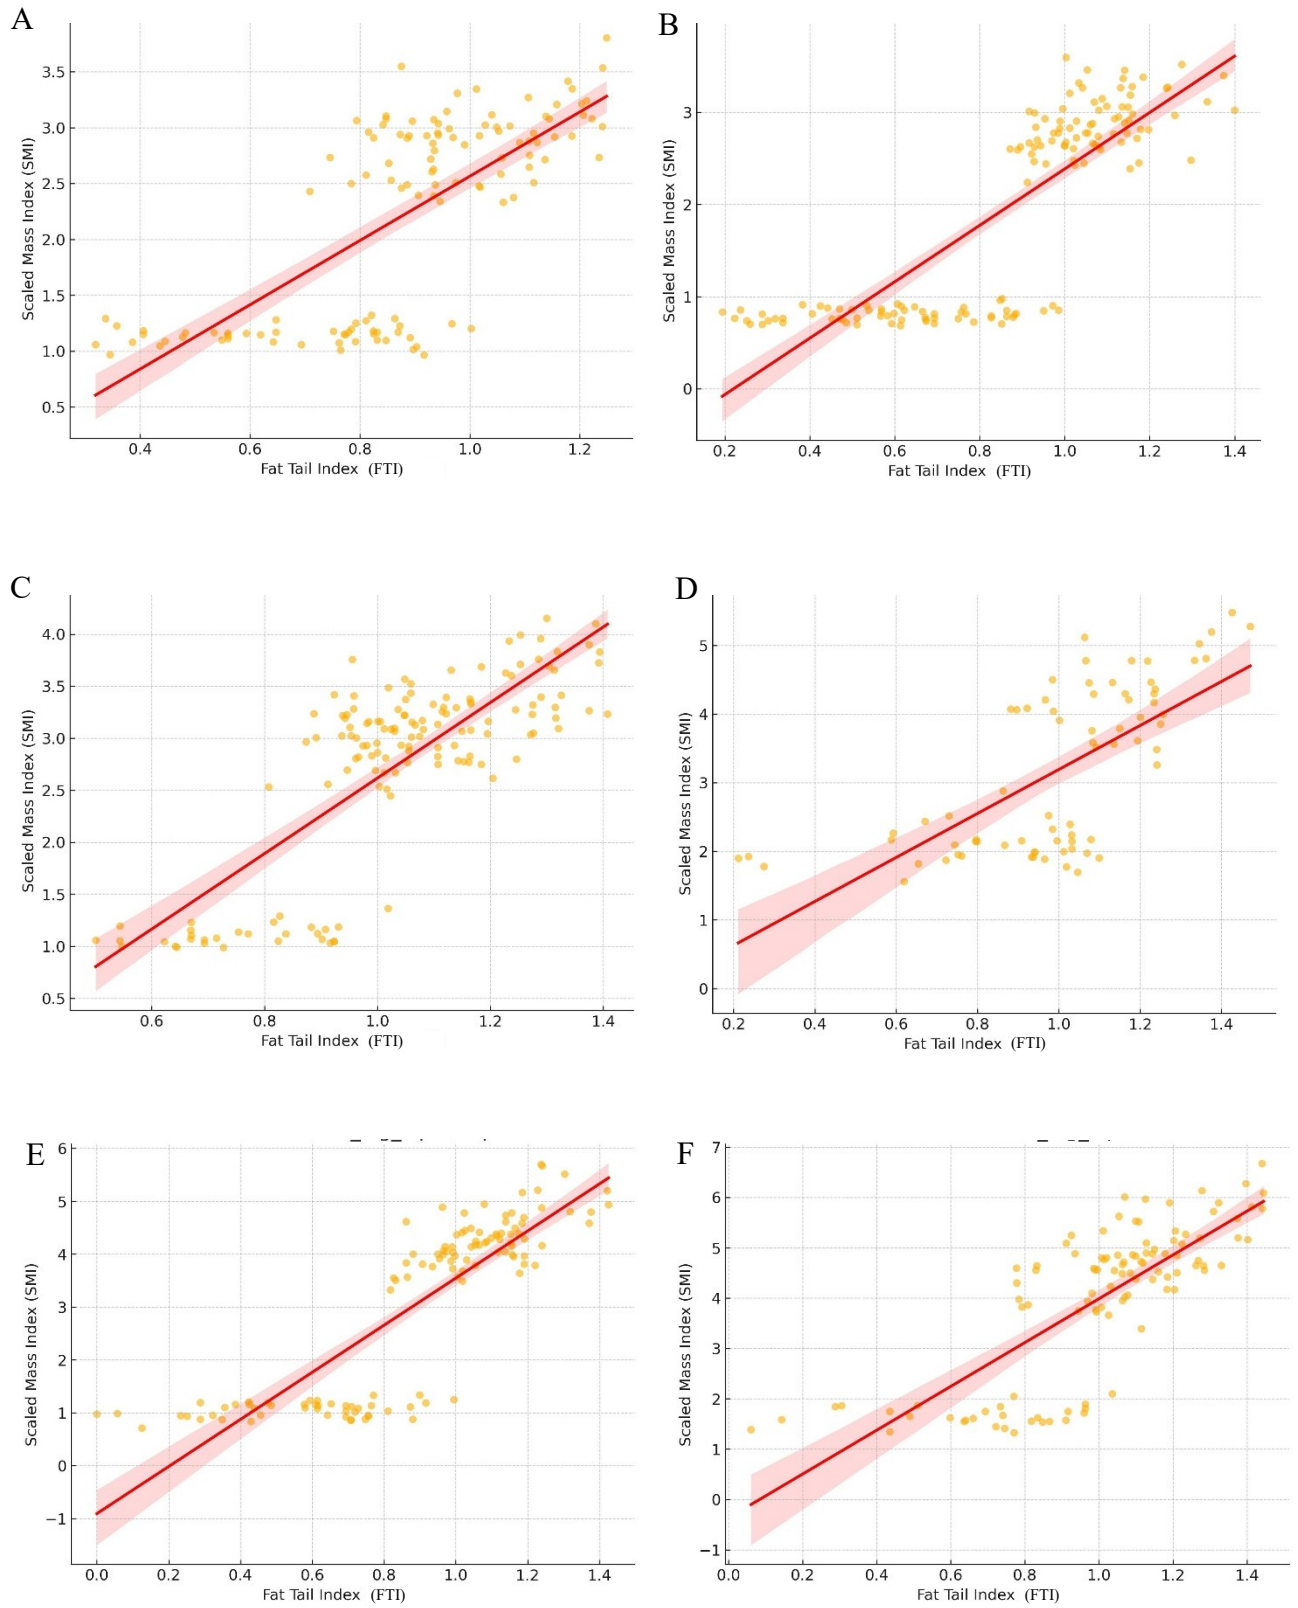 A
B
Scaled Mass Index (SMI)
3.5
3.0
2.5
2.0
1.5
1.0
0.5
0.4 0.6 0.8 1.0 1.2
Fat Tail Index (FTI)
Scaled Mass Index (SMI)
3
2
1
0
0.2 0.4 0.6 0.8 1.0 1.2 1.4
Fat Tail Index (FTI)
C
D
Scaled Mass Index (SMI)
4.0
3.5
3.0
2.5
2.0
1.5
1.0
0.5
0.6 0.8 1.0 1.2 1.4
Fat Tail Index (FTI)
Scaled Mass Index (SMI)
5
4
3
2
1
0
0.2 0.4 0.6 0.8 1.0 1.2 1.4
Fat Tail Index (FTI)
E
F
Scaled Mass Index (SMI)
6
5
4
3
2
1
0
−1
0.0 0.2 0.4 0.6 0.8 1.0 1.2 1.4
Fat Tail Index (FTI)
Scaled Mass Index (SMI)
7
6
5
4
3
2
1
0
−1
0.0 0.2 0.4 0.6 0.8 1.0 1.2 1.4
Fat Tail Index (FTI)